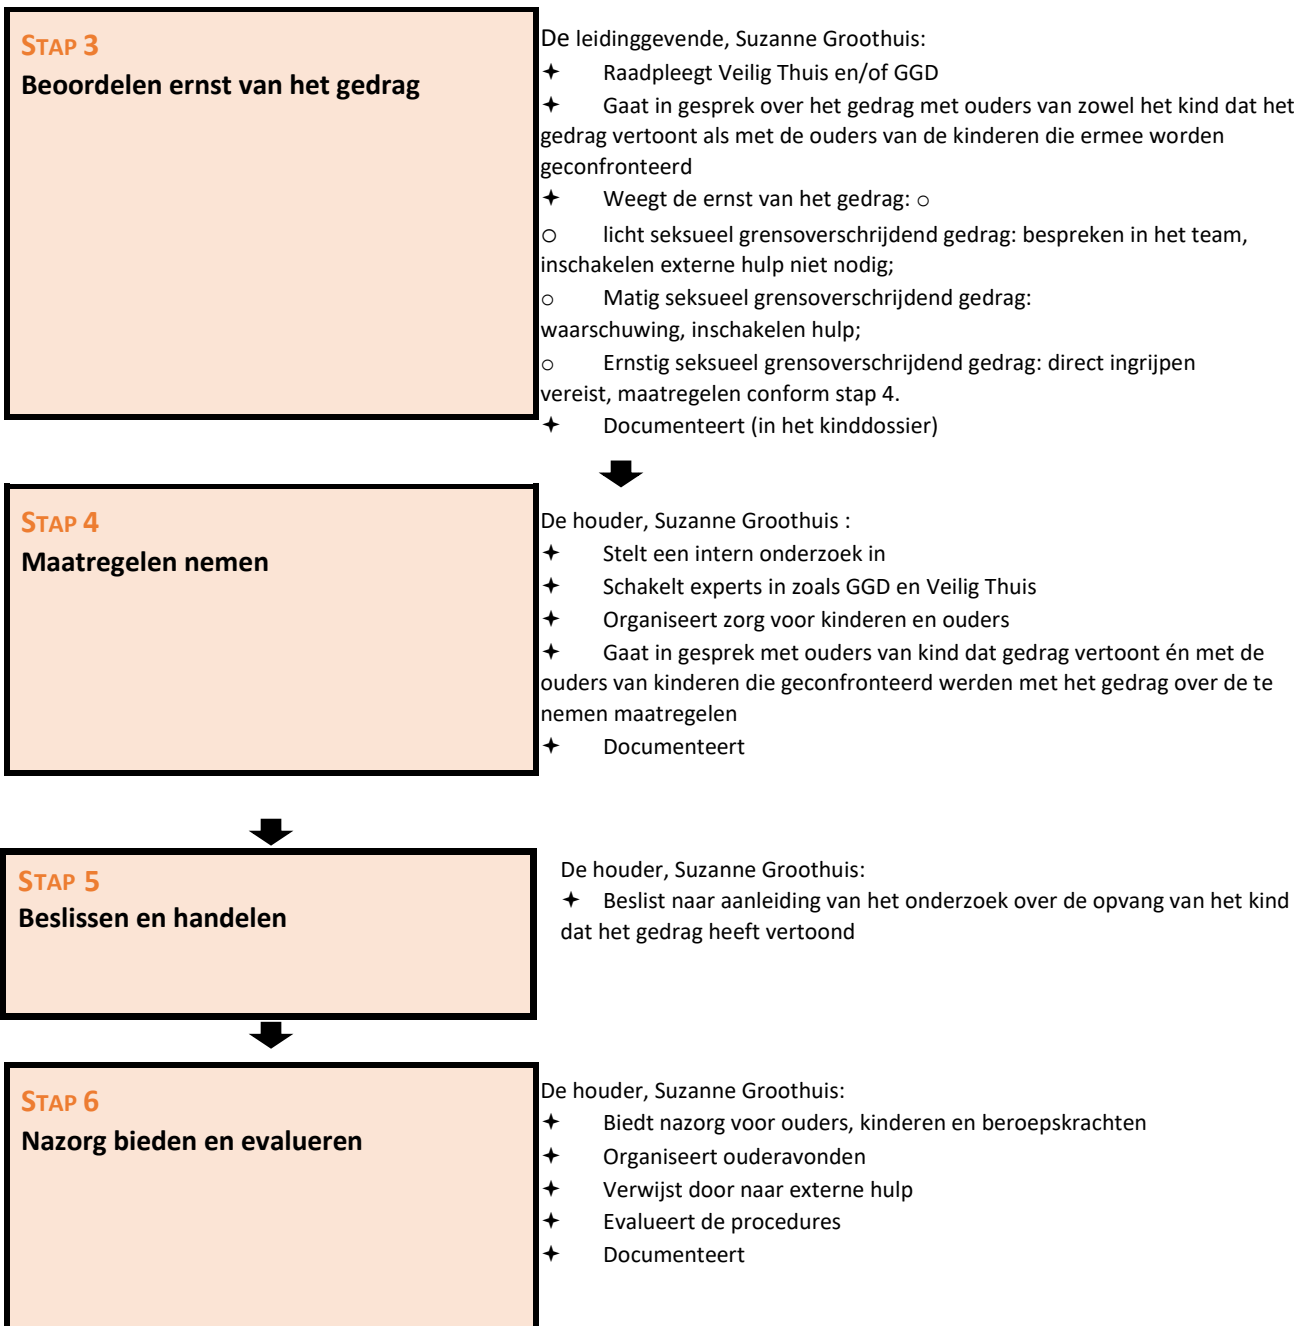 STAP 3
Beoordelen ernst van het gedrag
De leidinggevende, Suzanne Groothuis:
✦ Raadpleegt Veilig Thuis en/of GGD
✦ Gaat in gesprek over het gedrag met ouders van zowel het kind dat het
gedrag vertoont als met de ouders van de kinderen die ermee worden
geconfronteerd
✦ Weegt de ernst van het gedrag: o
o licht seksueel grensoverschrijdend gedrag: bespreken in het team,
inschakelen externe hulp niet nodig;
o Matig seksueel grensoverschrijdend gedrag:
waarschuwing, inschakelen hulp;
o Ernstig seksueel grensoverschrijdend gedrag: direct ingrijpen
vereist, maatregelen conform stap 4.
✦ Documenteert (in het kinddossier)
STAP 4
Maatregelen nemen
De houder, Suzanne Groothuis :
✦ Stelt een intern onderzoek in
✦ Schakelt experts in zoals GGD en Veilig Thuis
✦ Organiseert zorg voor kinderen en ouders
✦ Gaat in gesprek met ouders van kind dat gedrag vertoont én met de
ouders van kinderen die geconfronteerd werden met het gedrag over de te
nemen maatregelen
✦ Documenteert
STAP 5
Beslissen en handelen
De houder, Suzanne Groothuis:
✦ Beslist naar aanleiding van het onderzoek over de opvang van het kind
dat het gedrag heeft vertoond
STAP 6
Nazorg bieden en evalueren
De houder, Suzanne Groothuis:
✦ Biedt nazorg voor ouders, kinderen en beroepskrachten
✦ Organiseert ouderavonden
✦ Verwijst door naar externe hulp
✦ Evalueert de procedures
✦ Documenteert